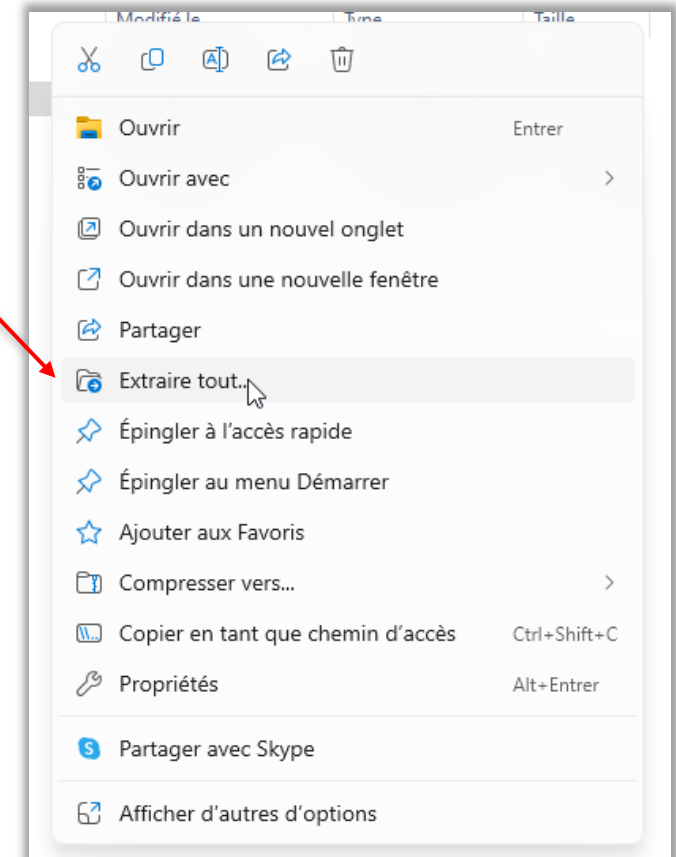 Modifié le Type Taille
Ouvrir Entrer
Ouvrir avec
Ouvrir dans un nouvel onglet
Ouvrir dans une nouvelle fenêtre
Partager
Extraire tout...
Épingler à l’accès rapide
Épingler au menu Démarrer
Ajouter aux Favoris
Compresser vers...
Copier en tant que chemin d’accès Ctrl+Shift+C
Propriétés Alt+Entrer
Partager avec Skype
Afficher d’autres d’options